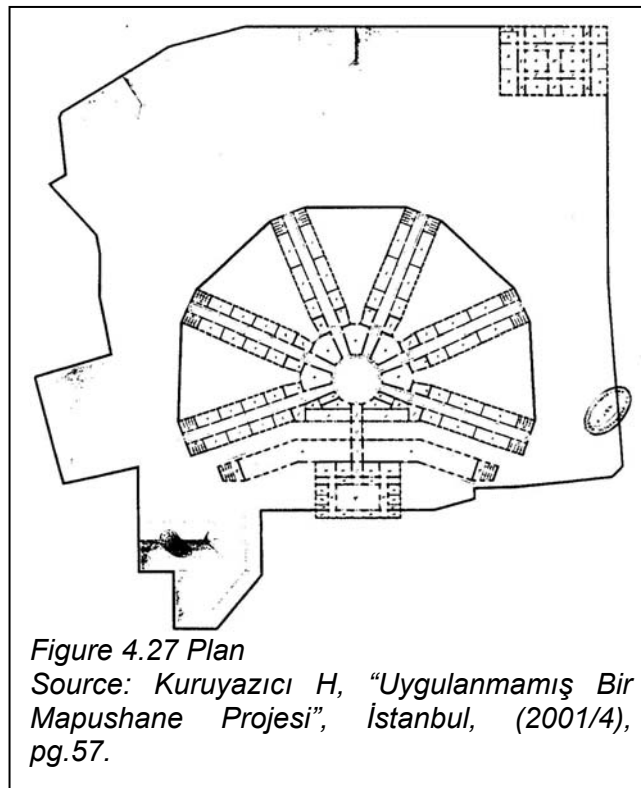 Figure 4.27 Plan
Source: Kuruyazıcı H, “Uygulanmamış Bir
Mapushane Projesi”, İstanbul, (2001/4),
pg.57.